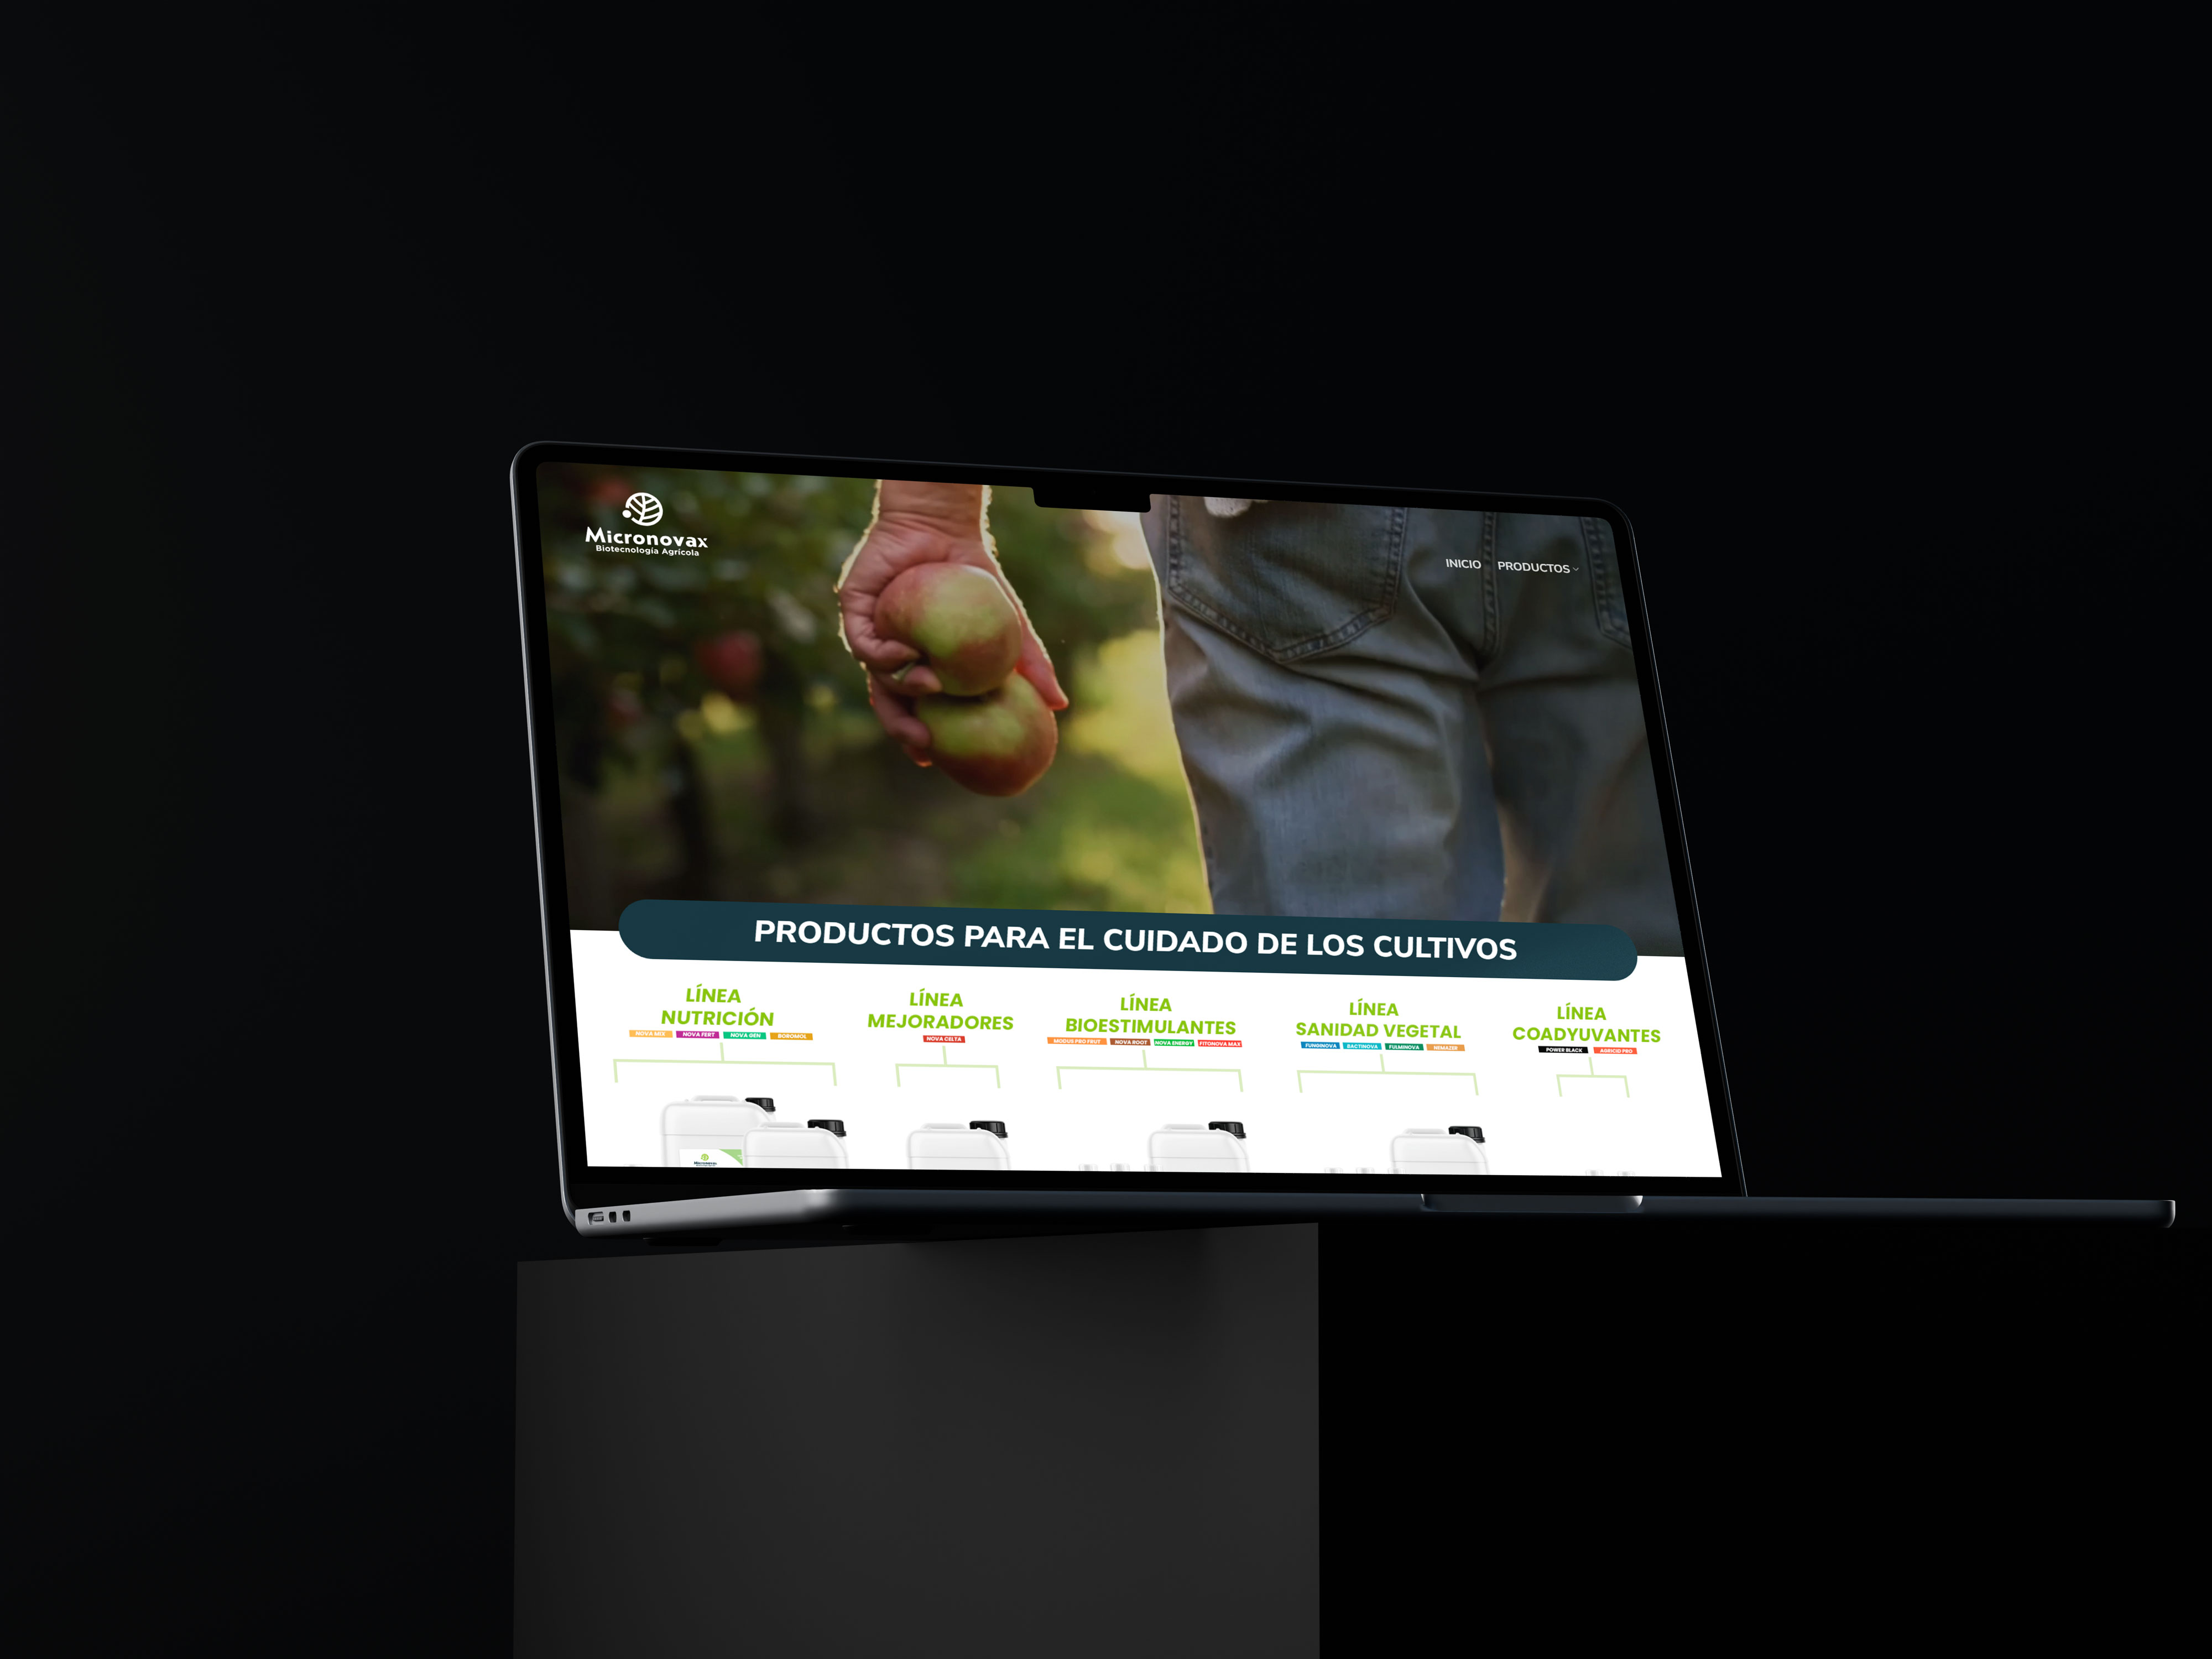 Micronovax
Biotecnología Agrícola
INICIO PRODUCTOS
PRODUCTOS PARA EL CUIDADO DE LOS CULTIVOS
LÍNEA
NUTRICIÓN
NOVA MIX NOVA FERT NOVA GEN BOROMOL
LÍNEA
MEJORADORES
NOVA CELTA
LÍNEA
BIOESTIMULANTES
MODUS PRO FRUT NOVA ROOT NOVA ENERGY FITONOVA MAX
LÍNEA
SANIDAD VEGETAL
FUNGINOVA BACTINOVA FULMINOVA NEMAZER
LÍNEA
COADYUVANTES
POWER BLACK AGRICID PRO
Micronovax